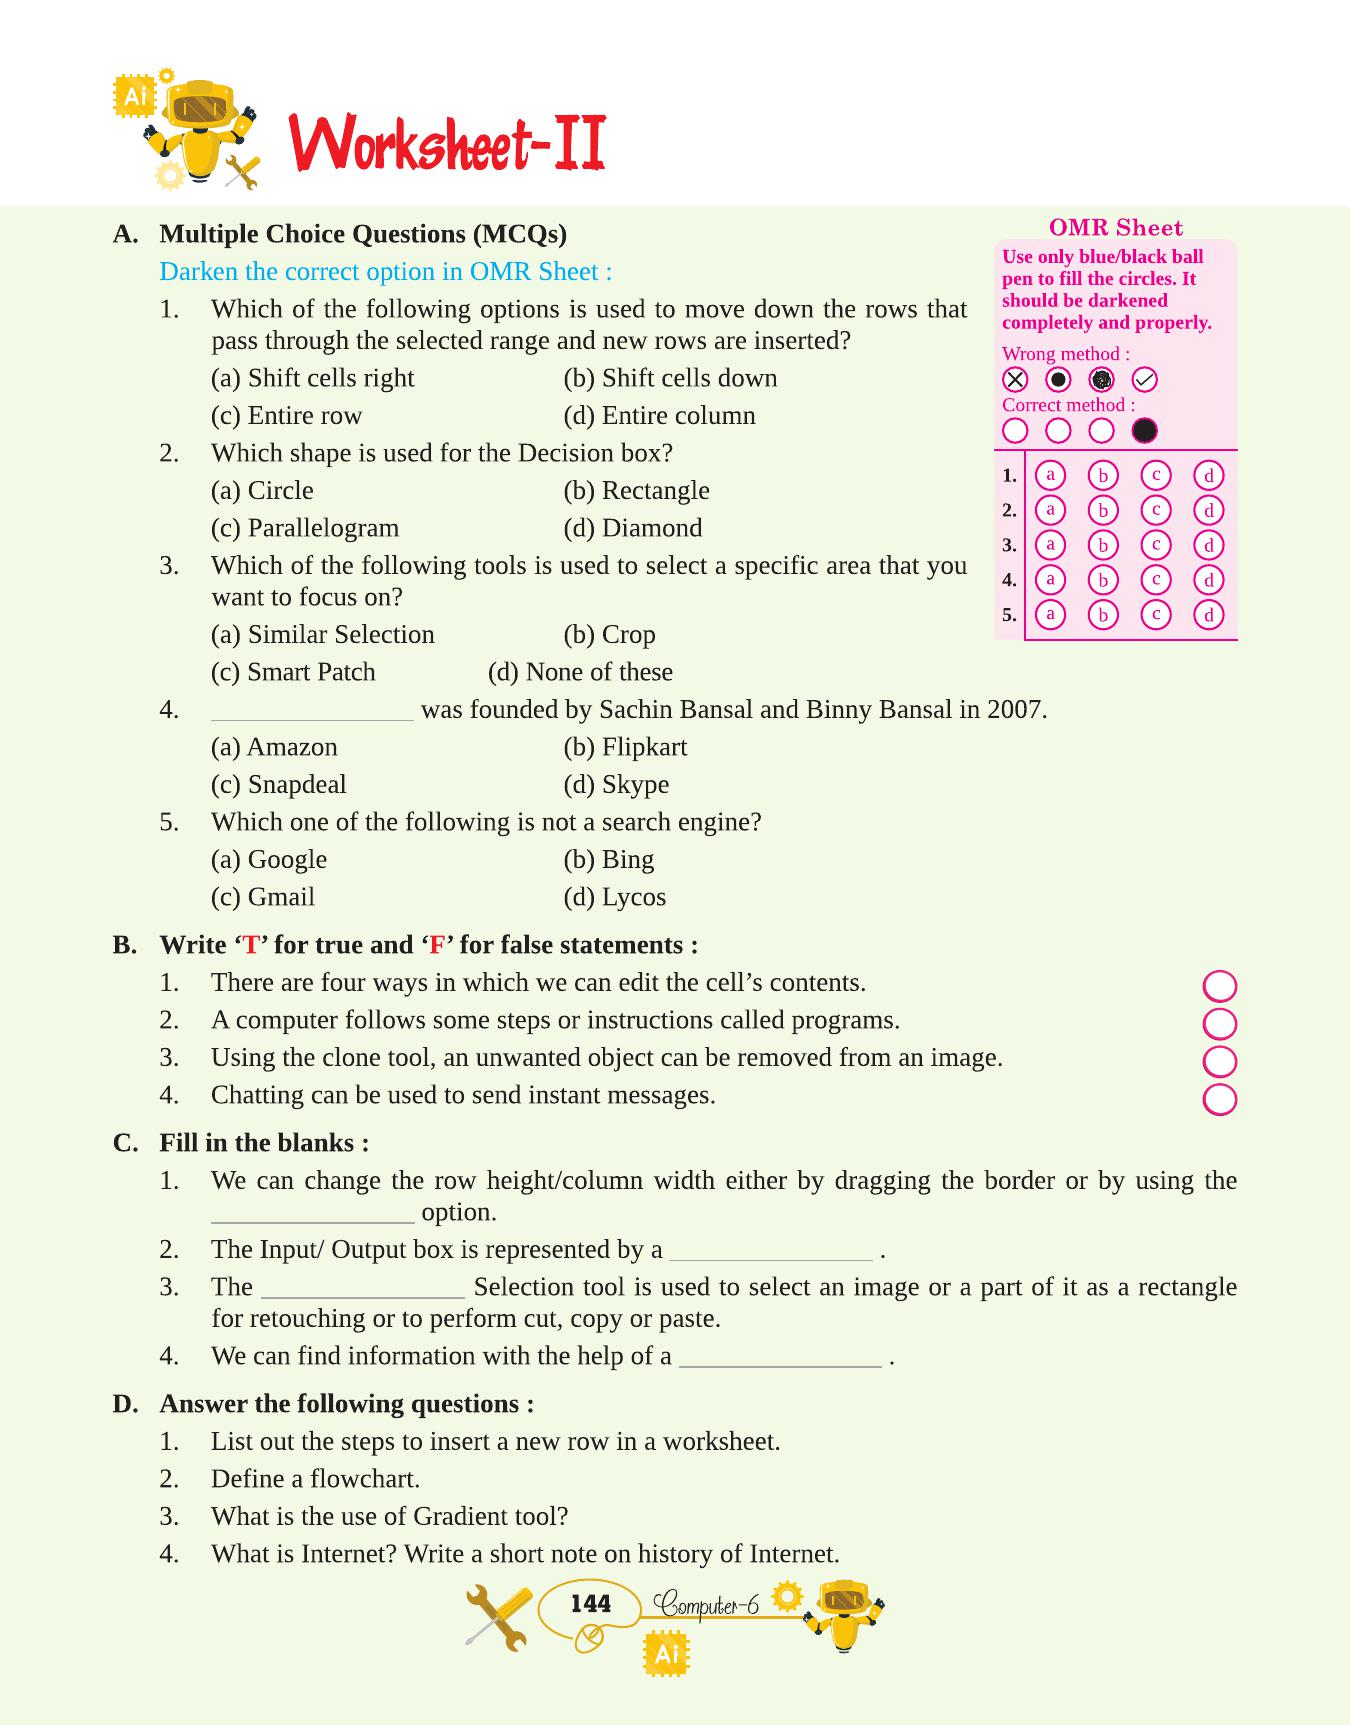 Ai
Worksheet-II
A. Multiple Choice Questions (MCQs)
Darken the correct option in OMR Sheet :
1. Which of the following options is used to move down the rows that
pass through the selected range and new rows are inserted?
(a) Shift cells right (b) Shift cells down
(c) Entire row (d) Entire column
2. Which shape is used for the Decision box?
(a) Circle (b) Rectangle
(c) Parallelogram (d) Diamond
3. Which of the following tools is used to select a specific area that you
want to focus on?
(a) Similar Selection (b) Crop
(c) Smart Patch (d) None of these
4. _______________ was founded by Sachin Bansal and Binny Bansal in 2007.
(a) Amazon (b) Flipkart
(c) Snapdeal (d) Skype
5. Which one of the following is not a search engine?
(a) Google (b) Bing
(c) Gmail (d) Lycos
OMR Sheet
Use only blue/black ball
pen to fill the circles. It
should be darkened
completely and properly.
Wrong method :
Correct method :
1. a b c d
2. a b c d
3. a b c d
4. a b c d
5. a b c d
B. Write ‘T’ for true and ‘F’ for false statements :
1. There are four ways in which we can edit the cell’s contents.
2. A computer follows some steps or instructions called programs.
3. Using the clone tool, an unwanted object can be removed from an image.
4. Chatting can be used to send instant messages.
C. Fill in the blanks :
1. We can change the row height/column width either by dragging the border or by using the
_______________ option.
2. The Input/ Output box is represented by a _______________ .
3. The _______________ Selection tool is used to select an image or a part of it as a rectangle
for retouching or to perform cut, copy or paste.
4. We can find information with the help of a _______________ .
D. Answer the following questions :
1. List out the steps to insert a new row in a worksheet.
2. Define a flowchart.
3. What is the use of Gradient tool?
4. What is Internet? Write a short note on history of Internet.
144 Computer-6
Ai